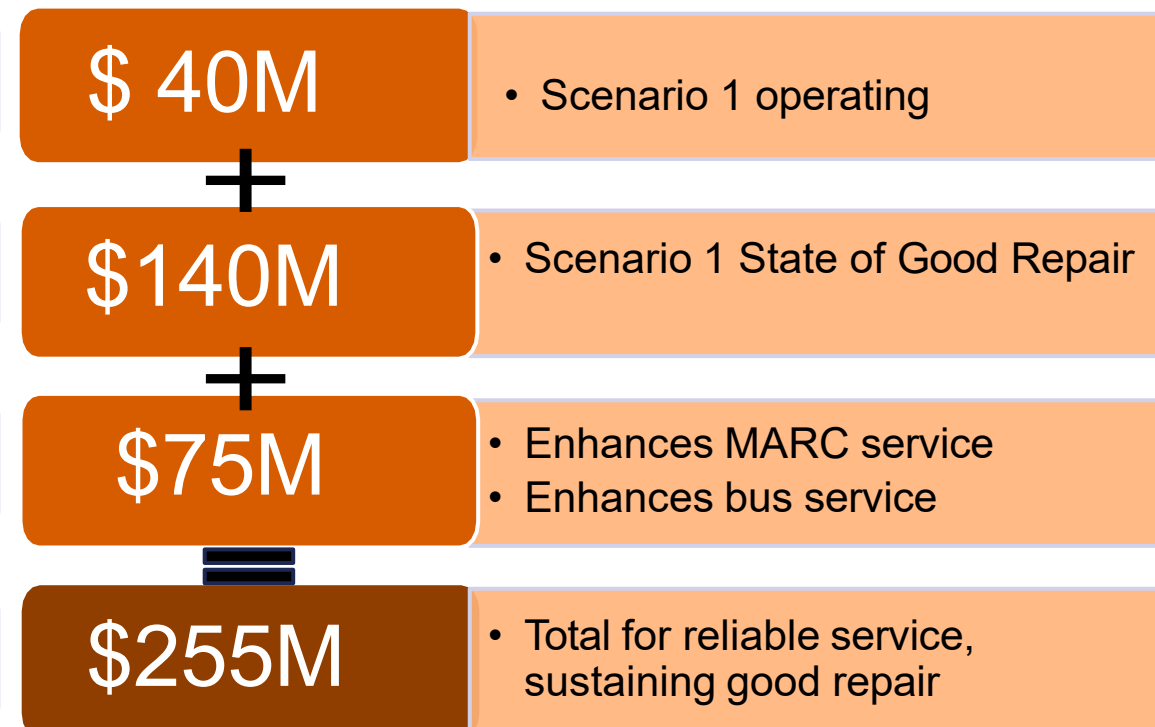 $ 40M
• Scenario 1 operating
+
$140M
• Scenario 1 State of Good Repair
+
$75M
• Enhances MARC service
• Enhances bus service
=
$255M
• Total for reliable service,
sustaining good repair